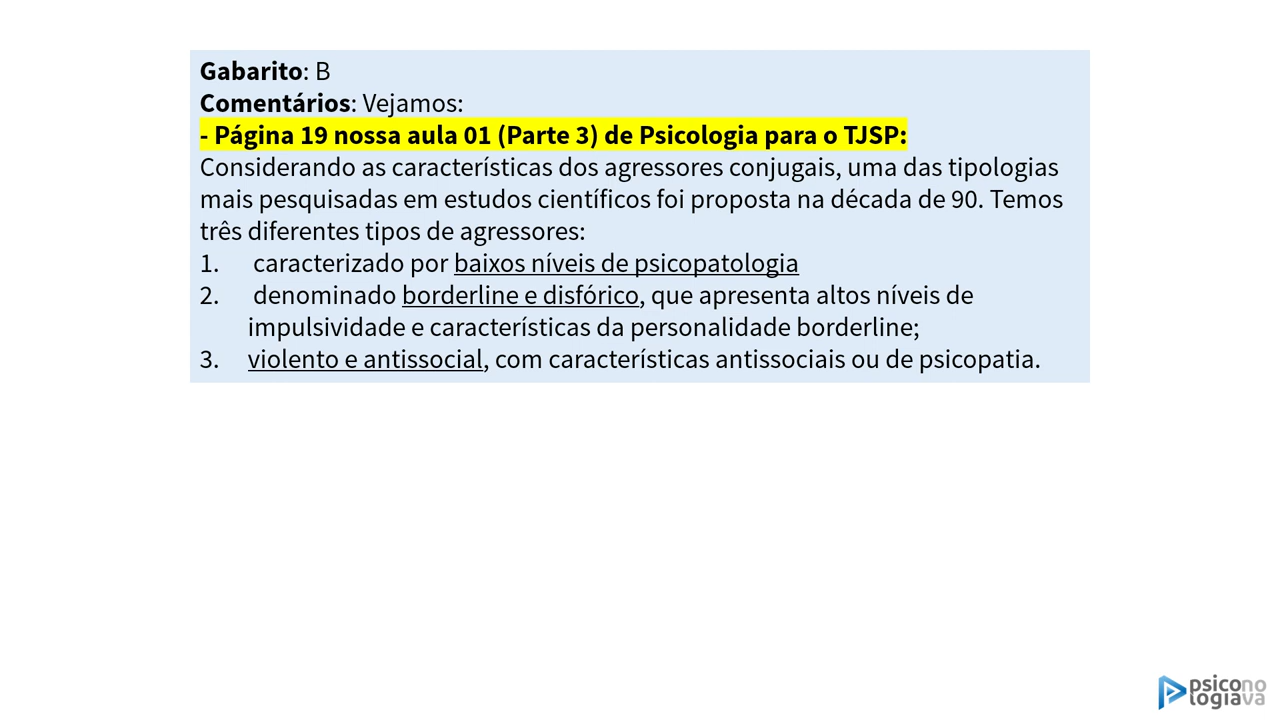 Gabarito: B
Comentários: Vejamos:
- Página 19 nossa aula 01 (Parte 3) de Psicologia para o TJSP:
Considerando as características dos agressores conjugais, uma das tipologias
mais pesquisadas em estudos científicos foi proposta na década de 90. Temos
três diferentes tipos de agressores:
1. caracterizado por baixos níveis de psicopatologia
2. denominado borderline e disfórico, que apresenta altos níveis de
impulsividade e características da personalidade borderline;
3. violento e antissocial, com características antissociais ou de psicopatia.
psicono
logiava